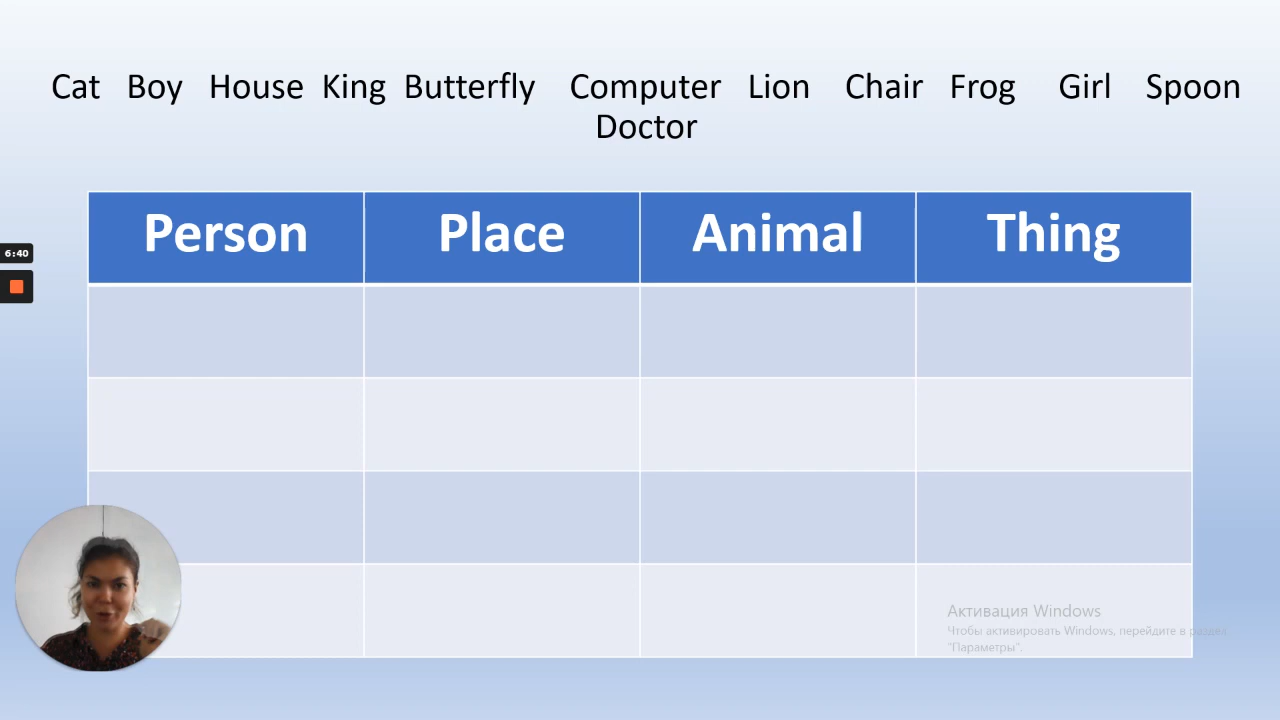 Cat Boy House King Butterfly Computer Lion Chair Frog Girl Spoon
Doctor
Person Place Animal Thing
6:40
Активация Windows
Чтобы активировать Windows, перейдите в раздел
"Параметры".